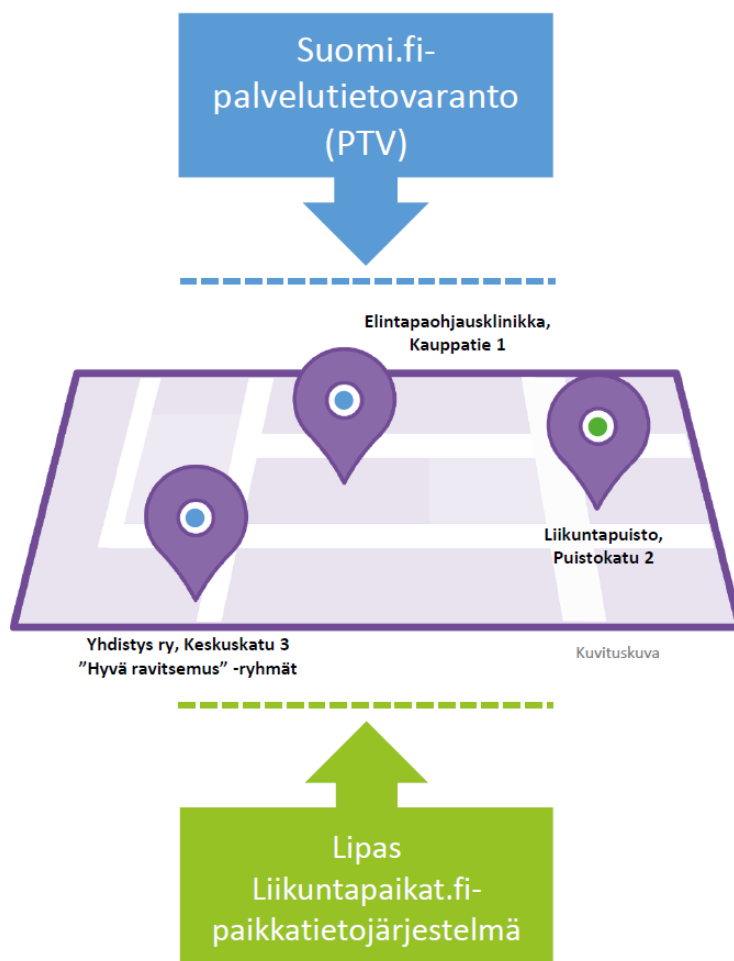 Suomi.fi-
palvelutietovaranto
(PTV)
Elintapaohjausklinikka,
Kauppatie 1
Liikuntapuisto,
Puistokatu 2
Yhdistys ry, Keskuskatu 3
”Hyvä ravitsemus” -ryhmät
Kuvituskuva
Lipas
Liikuntapaikat.fi-
paikkatietojärjestelmä